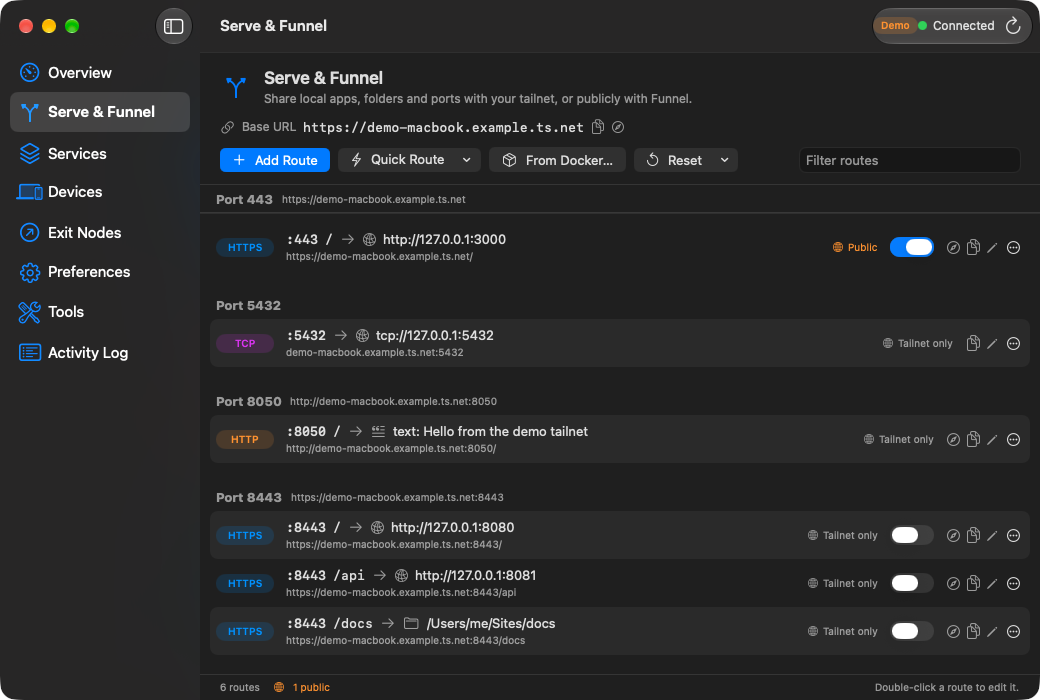 Serve & Funnel
Demo Connected
Overview
Serve & Funnel
Services
Devices
Exit Nodes
Preferences
Tools
Activity Log
Serve & Funnel
Share local apps, folders and ports with your tailnet, or publicly with Funnel.
Base URL https://demo-macbook.example.ts.net
Add Route Quick Route From Docker... Reset Filter routes
Port 443 https://demo-macbook.example.ts.net
HTTPS :443 / → http://127.0.0.1:3000 Public
https://demo-macbook.example.ts.net/
Port 5432
TCP :5432 → tcp://127.0.0.1:5432 Tailnet only
demo-macbook.example.ts.net:5432
Port 8050 http://demo-macbook.example.ts.net:8050
HTTP :8050 / → text: Hello from the demo tailnet Tailnet only
http://demo-macbook.example.ts.net:8050/
Port 8443 https://demo-macbook.example.ts.net:8443
HTTPS :8443 / → http://127.0.0.1:8080 Tailnet only
https://demo-macbook.example.ts.net:8443/
HTTPS :8443 /api → http://127.0.0.1:8081 Tailnet only
https://demo-macbook.example.ts.net:8443/api
HTTPS :8443 /docs → /Users/me/Sites/docs Tailnet only
https://demo-macbook.example.ts.net:8443/docs
6 routes 1 public Double-click a route to edit it.